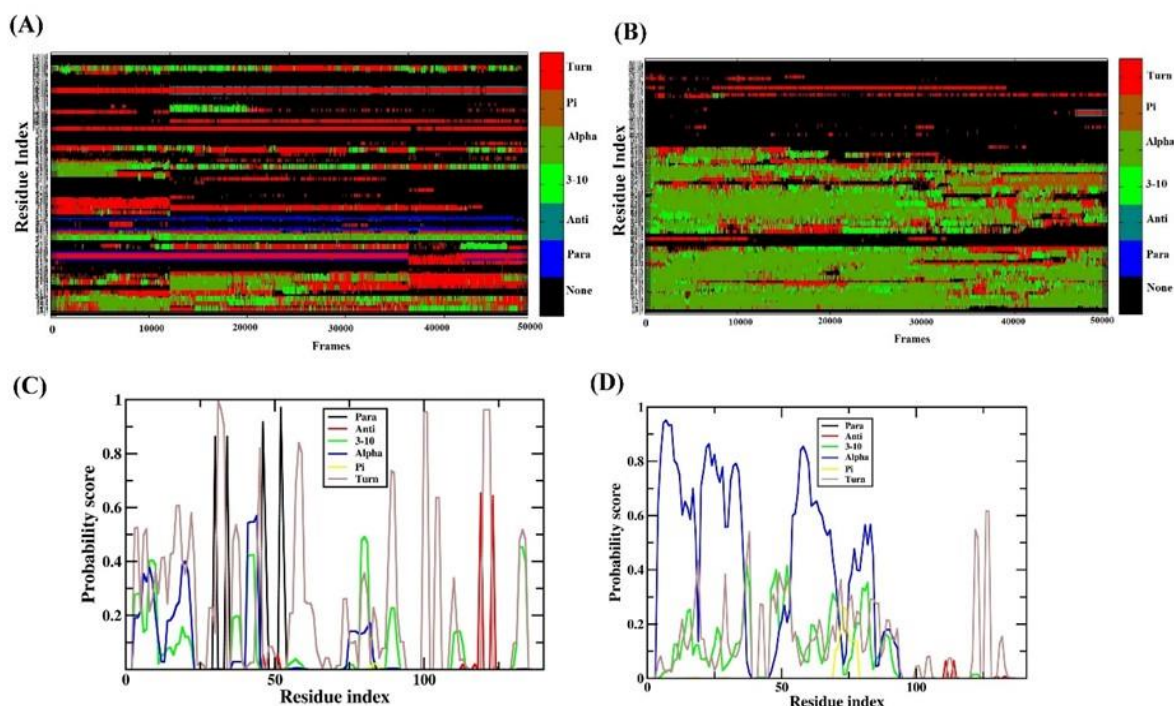 (A)
Residue Index
Turn
Pi
Alpha
3-10
Anti
Para
None
0 10000 20000 30000 40000 50000
Frames
(B)
Residue Index
Turn
Pi
Alpha
3-10
Anti
Para
None
0 10000 20000 30000 40000 50000
Frames
(C)
Probability score
1
0.8
0.6
0.4
0.2
Para
Anti
3-10
Alpha
Pi
Turn
0 50 100
Residue index
(D)
Probability score
1
0.8
0.6
0.4
0.2
0
Para
Anti
3-10
Alpha
Pi
Turn
0 50 100
Residue index